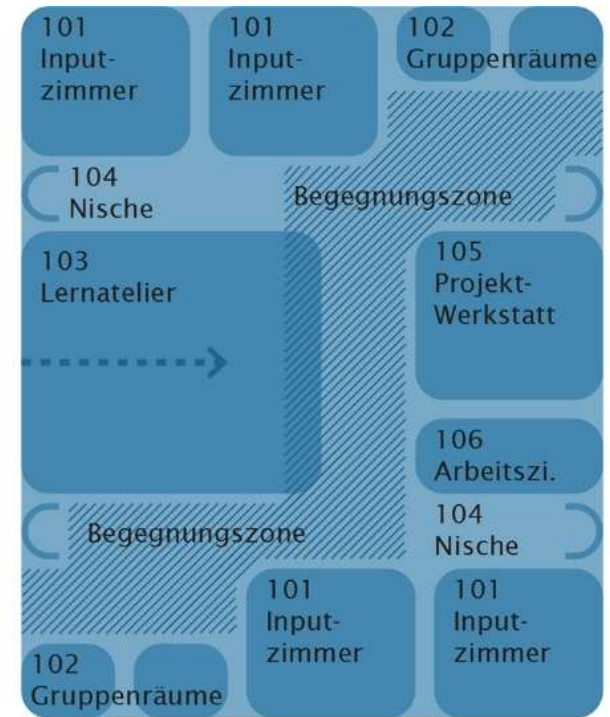 101
Input-
zimmer
101
Input-
zimmer
102
Gruppenräume
104
Nische
Begegnungszone
103
Lernatelier
105
Projekt-
Werkstatt
106
Arbeitszi.
Begegnungszone
104
Nische
101
Input-
zimmer
101
Input-
zimmer
102
Gruppenräume